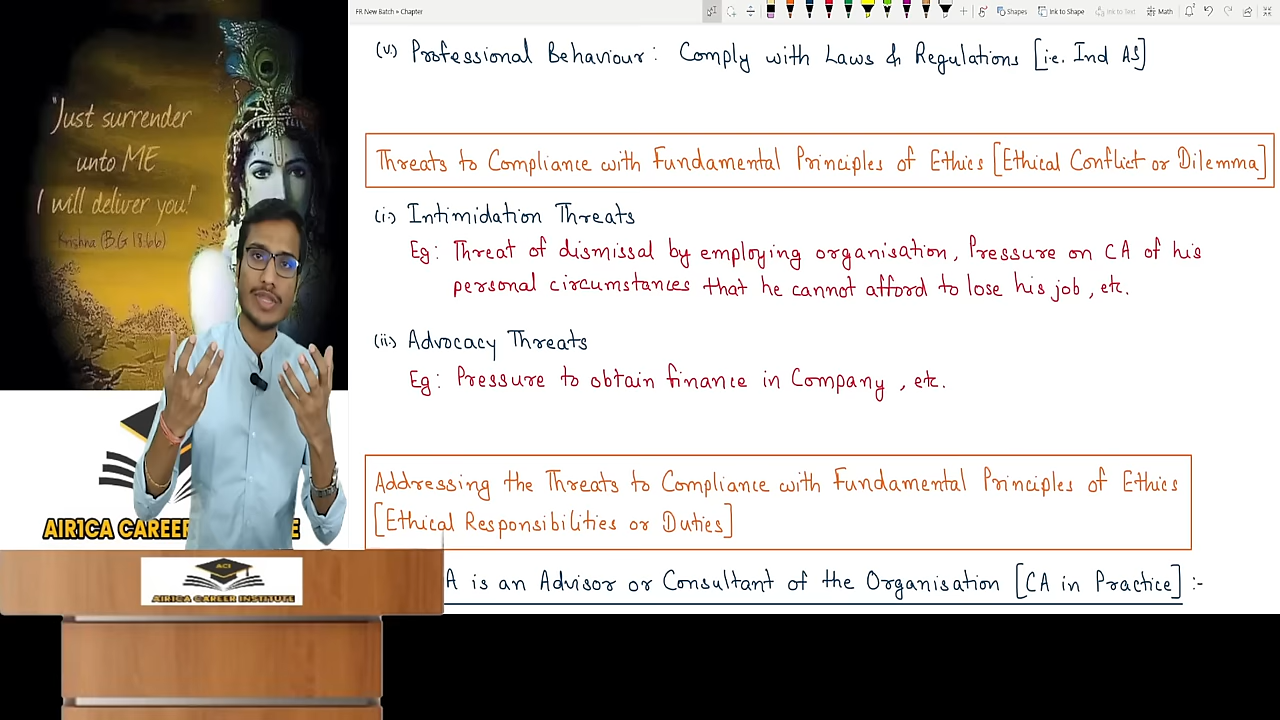 FR New Batch » Chapter
Shapes
Ink to Shape
Ink to Text
Math
(v) Professional Behaviour: Comply with Laws & Regulations [i.e. Ind AS]
Threats to Compliance with Fundamental Principles of Ethics [Ethical Conflict or Dilemma]
(i) Intimidation Threats
Eg: Threat of dismissal by employing organisation, Pressure on CA of his
personal circumstances that he cannot afford to lose his job, etc.
(ii) Advocacy Threats
Eg: Pressure to obtain finance in Company, etc.
Addressing the Threats to Compliance with Fundamental Principles of Ethics
[Ethical Responsibilities or Duties]
A is an Advisor or Consultant of the Organisation [CA in Practice] :-
"Just surrender
unto ME
I will deliver you!"
- Krishna (B.G 18:66)
AIR1CA CAREER
ACI
AIR1CA CAREER INSTITUTE